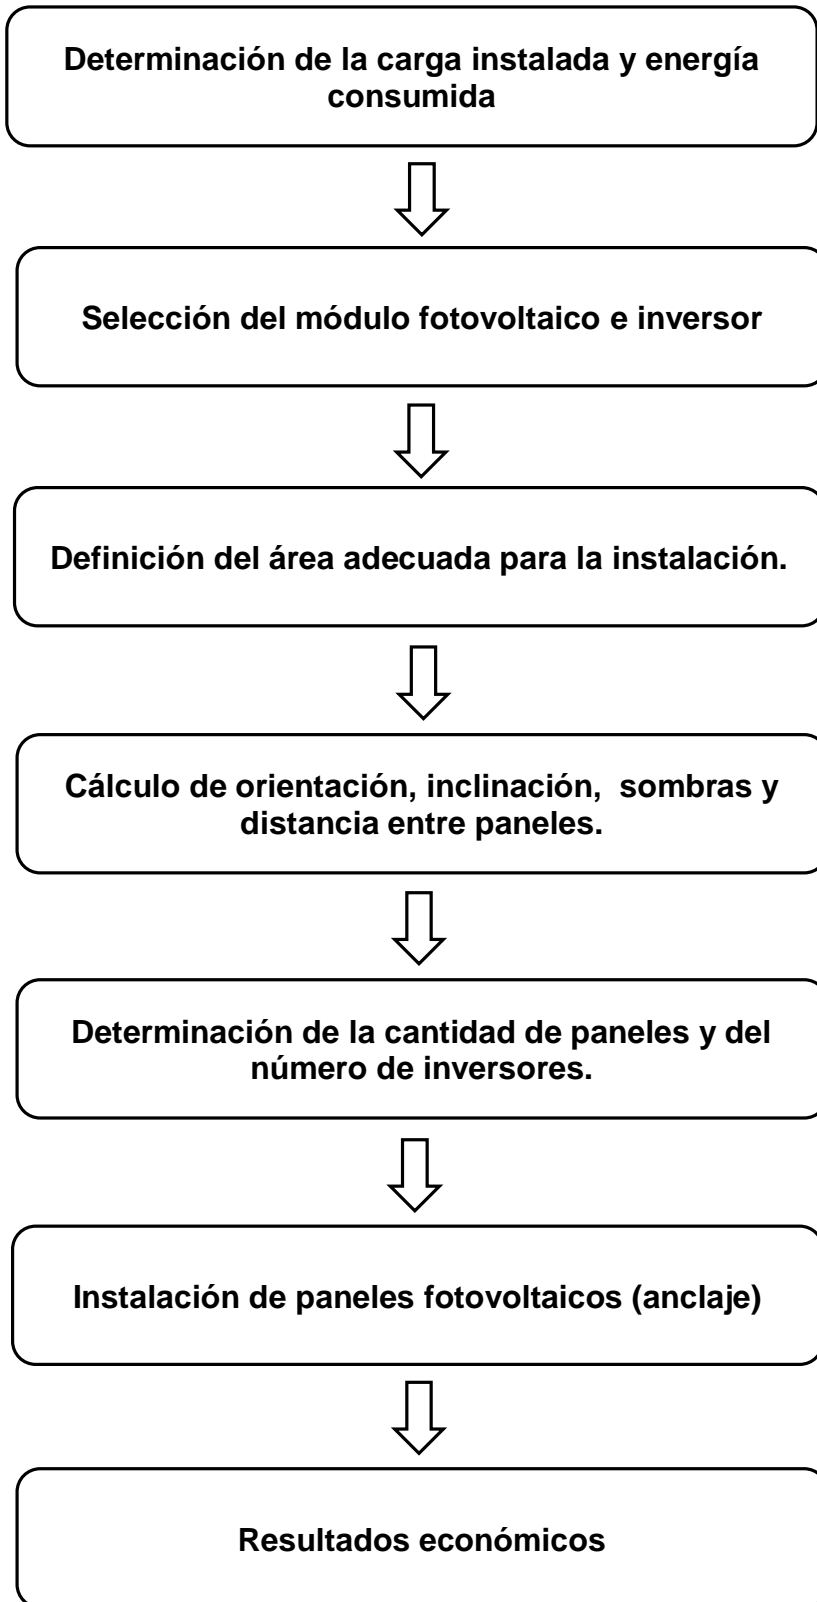 Determinación de la carga instalada y energía
consumida
Selección del módulo fotovoltaico e inversor
Definición del área adecuada para la instalación.
Cálculo de orientación, inclinación,  sombras y
distancia entre paneles.
Determinación de la cantidad de paneles y del
número de inversores.
Instalación de paneles fotovoltaicos (anclaje)
Resultados económicos